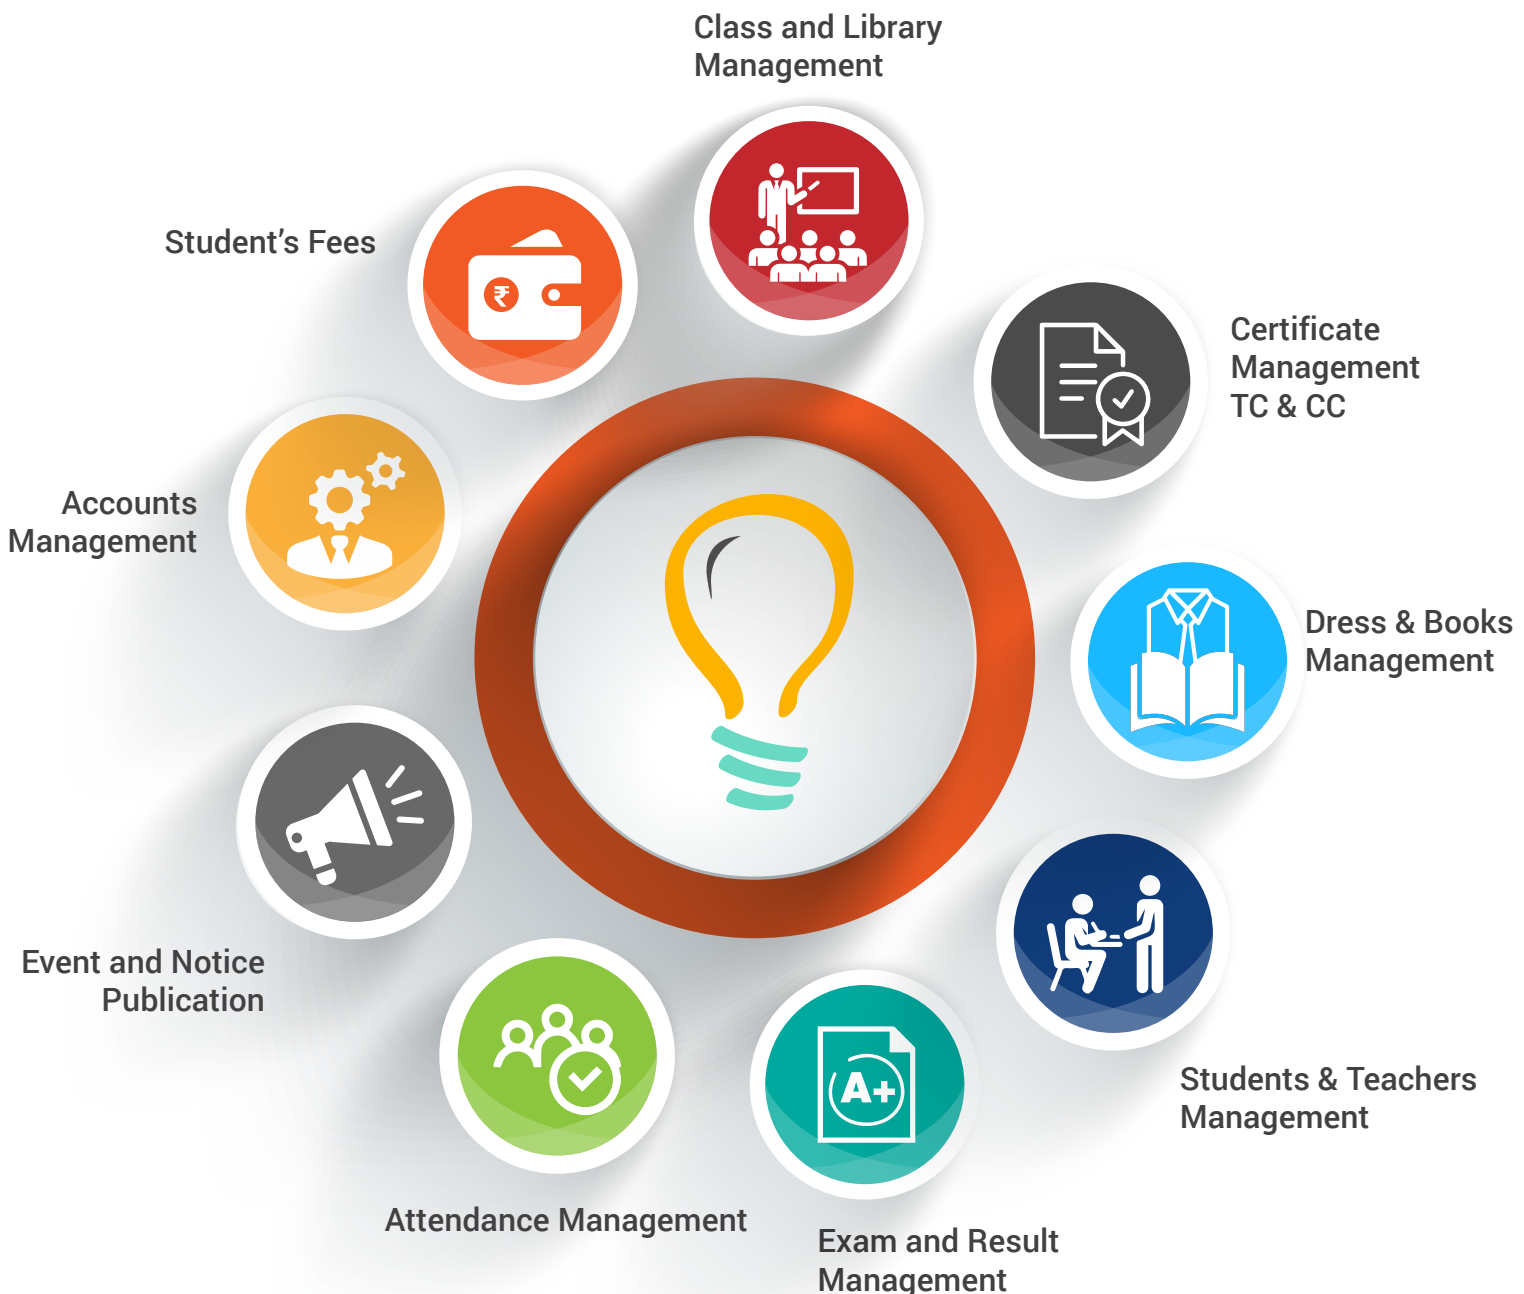 Class and Library
Management
Student’s Fees
₹
Certificate
Management
TC & CC
Accounts
Management
Dress & Books
Management
Event and Notice
Publication
Students & Teachers
Management
A+
Attendance Management
Exam and Result
Management